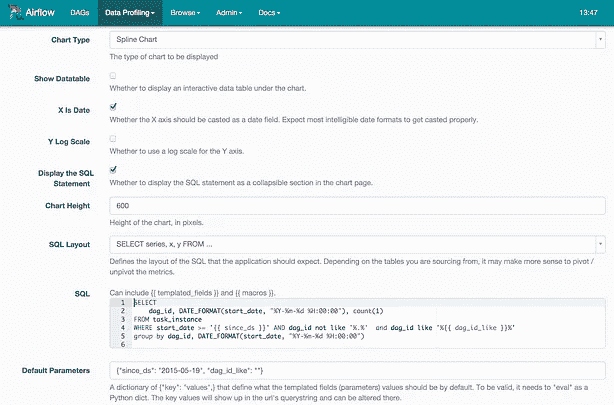 Airflow DAGs Data Profiling Browse Admin Docs 13:47
Chart Type Spline Chart
The type of chart to be displayed
Show Datatable
Whether to display an interactive data table under the chart.
X Is Date
Whether the X axis should be casted as a date field. Expect most intelligible date formats to get casted properly.
Y Log Scale
Whether to use a log scale for the Y axis.
Display the SQL
Statement
Whether to display the SQL statement as a collapsible section in the chart page.
Chart Height 600
Height of the chart, in pixels.
SQL Layout SELECT series, x, y FROM ...
Defines the layout of the SQL that the application should expect. Depending on the tables you are sourcing from, it may make more sense to pivot /
unpivot the metrics.
SQL Can include {{ templated_fields }} and {{ macros }}.
1 SELECT
2 dag_id, DATE_FORMAT(start_date, "%Y-%m-%d %H:00:00"), count(1)
3 FROM task_instance
4 WHERE start_date >= '{{ since_ds }}' AND dag_id not like '%.%' and dag_id like '%{{ dag_id_like }}%'
5 group by dag_id, DATE_FORMAT(start_date, "%Y-%m-%d %H:00:00")
6
Default Parameters {"since_ds": "2015-05-19", "dag_id_like": ""}
A dictionary of {"key": "values",} that define what the templated fields (parameters) values should be by default. To be valid, it needs to "eval" as a
Python dict. The key values will show up in the url's querystring and can be altered there.